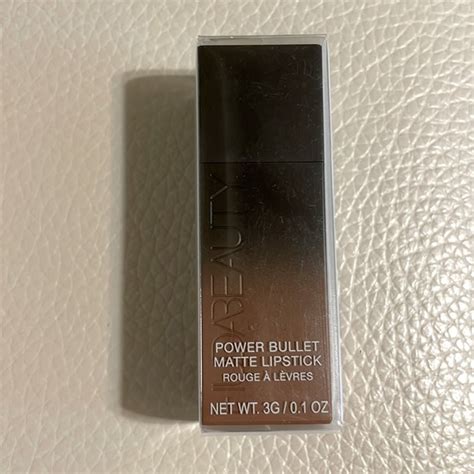 HUDABEAUTY
POWER BULLET
MATTE LIPSTICK
ROUGE À LÈVRES
NET WT. 3G / 0.1 OZ